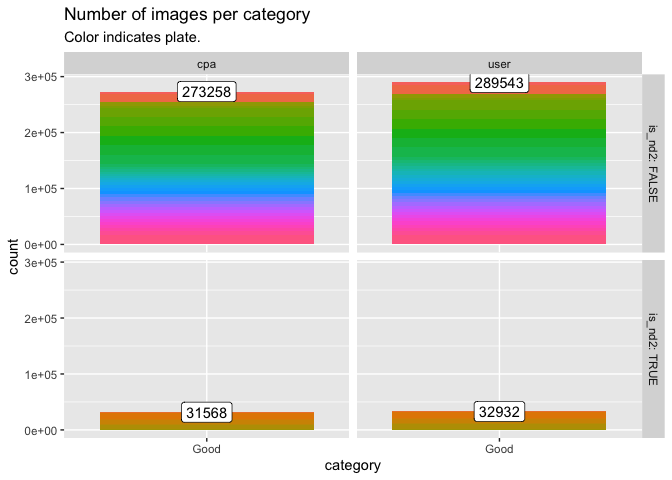 Number of images per category
Color indicates plate.
cpa
user
3e+05
2e+05
1e+05
0e+00
273258
289543
is_nd2: FALSE
count
3e+05
2e+05
1e+05
0e+00
31568
32932
is_nd2: TRUE
Good
Good
category